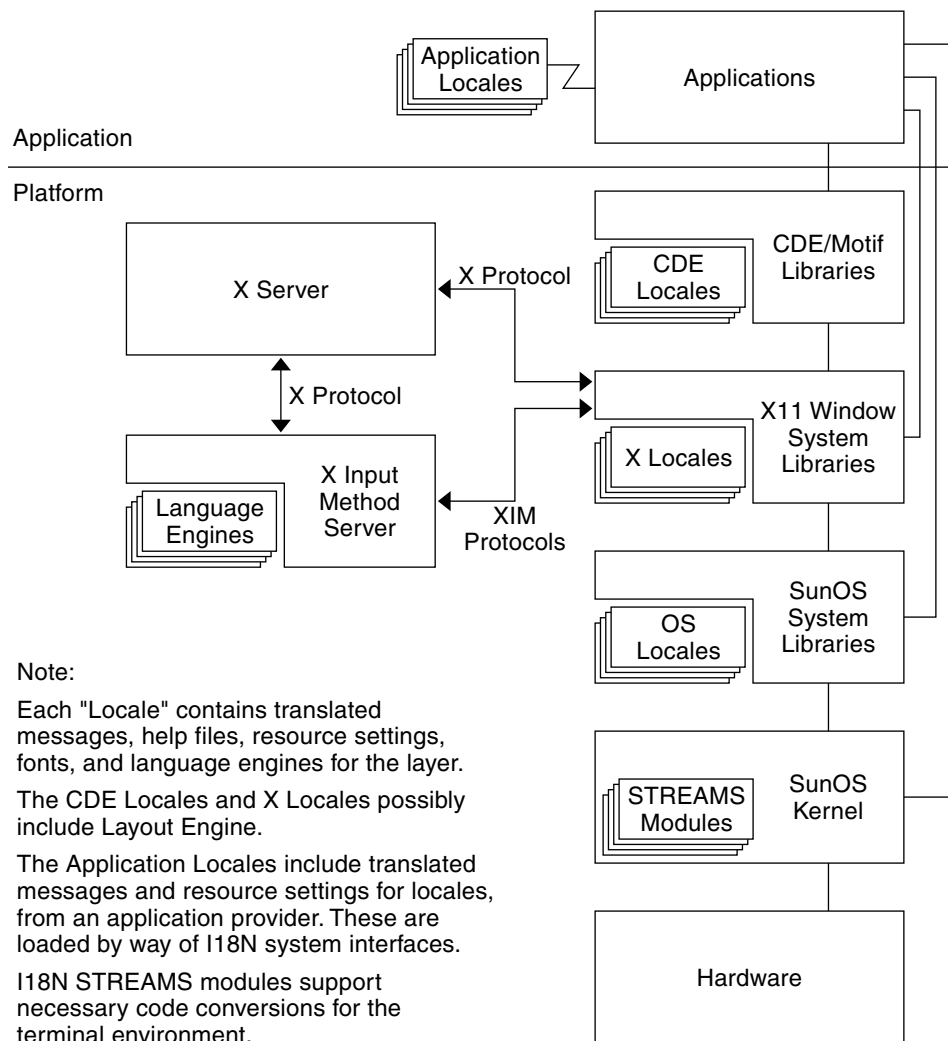 Application
Locales
Applications
Application
Platform
CDE/Motif
Libraries
CDE
Locales
X Server
X Protocol
X Protocol
X11 Window
System
Libraries
X Locales
X Input
Method
Server
Language
Engines
XIM
Protocols
SunOS
System
Libraries
OS
Locales
Note:
Each "Locale" contains translated
messages, help files, resource settings,
fonts, and language engines for the layer.
The CDE Locales and X Locales possibly
include Layout Engine.
The Application Locales include translated
messages and resource settings for locales,
from an application provider. These are
loaded by way of I18N system interfaces.
I18N STREAMS modules support
necessary code conversions for the
terminal environment.
STREAMS
Modules
SunOS
Kernel
Hardware